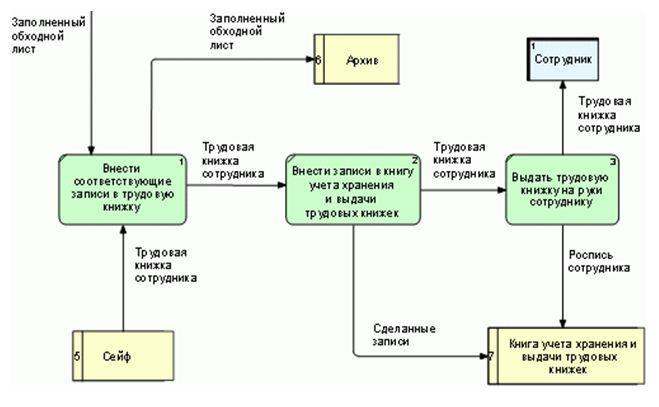 Заполненный
обходной
лист
Заполненный
обходной
лист
6
Архив
1
Сотрудник
Трудовая
книжка
сотрудника
1
Внести
соответствующие
записи в трудовую
книжку
Трудовая
книжка
сотрудника
2
Внести записи в книгу
учета хранения
и выдачи
трудовых книжек
Трудовая
книжка
сотрудника
3
Выдать трудовую
книжку на руки
сотруднику
Трудовая
книжка
сотрудника
Роспись
сотрудника
Сделанные
записи
5
Сейф
7
Книга учета хранения и
выдачи трудовых
книжек